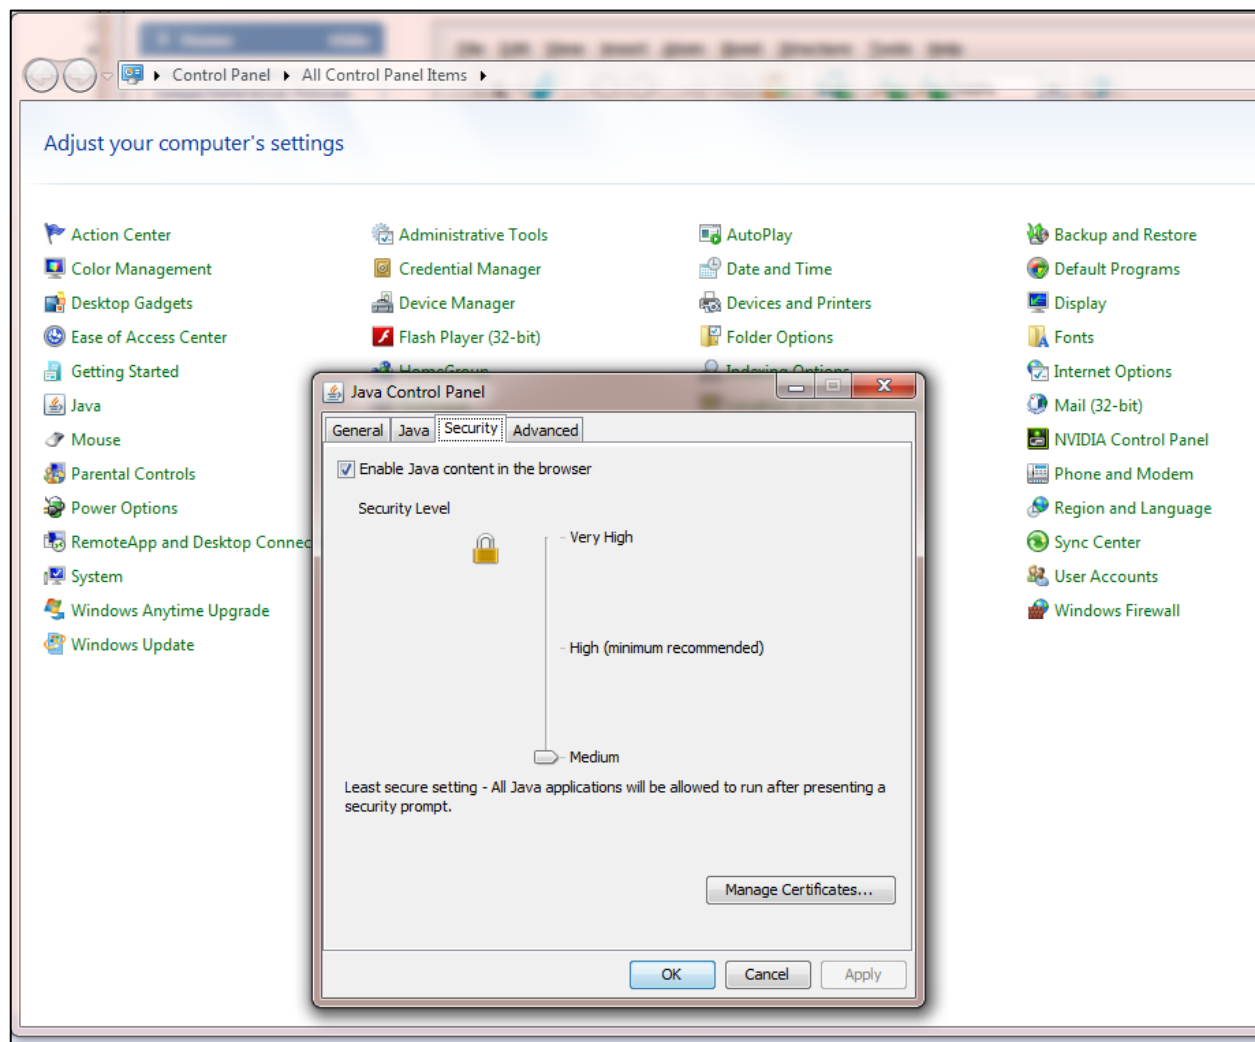 Control Panel All Control Panel Items
Adjust your computer's settings
Action Center
Color Management
Desktop Gadgets
Ease of Access Center
Getting Started
Java
Mouse
Parental Controls
Power Options
RemoteApp and Desktop Connec
System
Windows Anytime Upgrade
Windows Update
Administrative Tools
Credential Manager
Device Manager
Flash Player (32-bit)
HomeGroup
AutoPlay
Date and Time
Devices and Printers
Folder Options
Indexing Options
Backup and Restore
Default Programs
Display
Fonts
Internet Options
Mail (32-bit)
NVIDIA Control Panel
Phone and Modem
Region and Language
Sync Center
User Accounts
Windows Firewall
Java Control Panel
General Java Security Advanced
Enable Java content in the browser
Security Level
Very High
High (minimum recommended)
Medium
Least secure setting - All Java applications will be allowed to run after presenting a
security prompt.
Manage Certificates...
OK Cancel Apply